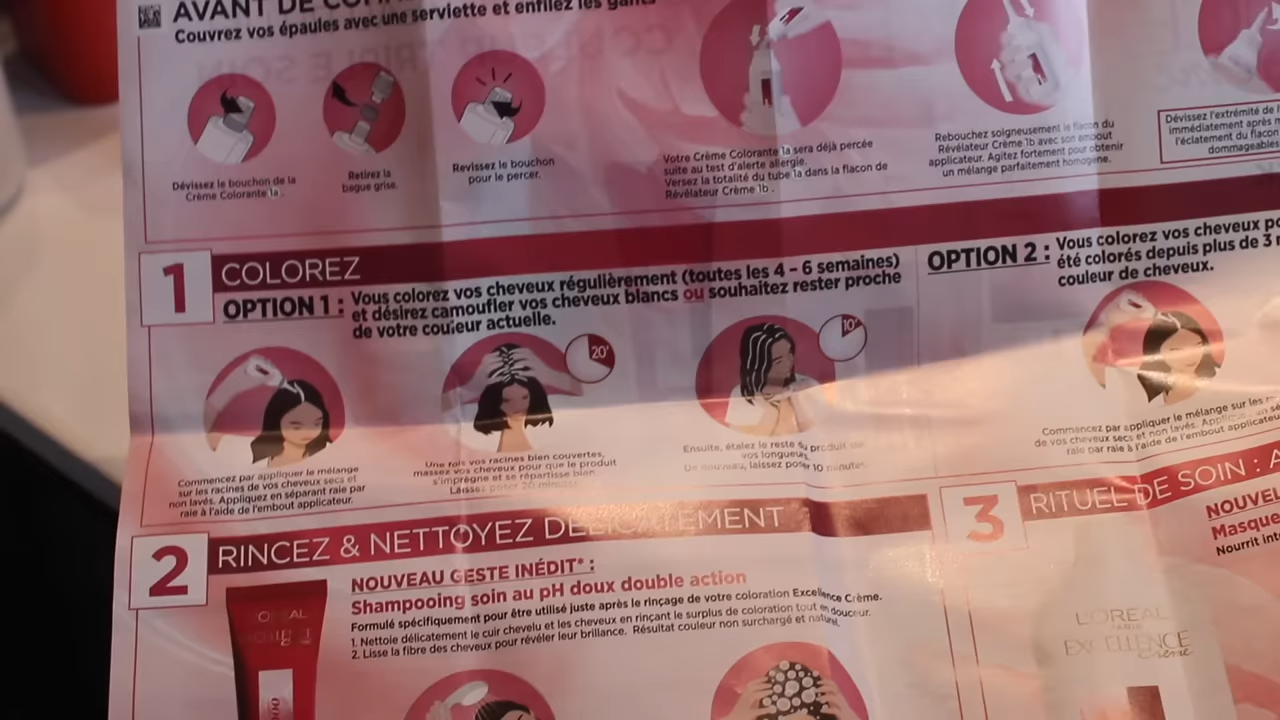 AVANT DE
Couvrez vos épaules avec une serviette et enfilez les gants
Dévissez le bouchon de la
Crème Colorante 1a.
Retirez la
bague grise.
Revissez le bouchon
pour le percer.
Votre Crème Colorante 1a sera déjà percée
suite au test d'alerte allergie.
Versez la totalité du tube 1a dans la flacon de
Révélateur Crème 1b .
Rebouchez soigneusement le flacon du
Révélateur Crème 1b avec son embout
applicateur. Agitez fortement pour obtenir
un mélange parfaitement homogène.
Dévissez l'extrémité de
immédiatement après
l'éclatement du flacon
dommageables
1 COLOREZ
OPTION 1 : Vous colorez vos cheveux régulièrement (toutes les 4 - 6 semaines)
et désirez camoufler vos cheveux blancs ou souhaitez rester proche
de votre couleur actuelle.
20'
10'
Commencez par appliquer le mélange
sur les racines de vos cheveux secs et
non lavés. Appliquez en séparant raie par
raie à l'aide de l'embout applicateur.
Une fois vos racines bien couvertes,
massez vos cheveux pour que le produit
s'imprègne et se répartisse bien.
Laissez poser 20 minutes.
Ensuite, étalez le reste du produit
vos longueurs.
De nouveau, laissez poser 10 minutes.
OPTION 2 : Vous colorez vos cheveux
été colorés depuis plus de 3
couleur de cheveux.
Commencez par appliquer le mélange sur les
de vos cheveux secs et non lavés.
raie par raie à l'aide de l'embout applicateu
2 RINCEZ & NETTOYEZ DÉLICATEMENT
NOUVEAU GESTE INÉDIT* :
Shampooing soin au pH doux double action
Formulé spécifiquement pour être utilisé juste après le rinçage de votre coloration Excellence Crème.
1. Nettoie délicatement le cuir chevelu et les cheveux en rinçant le surplus de coloration tout en douceur.
2. Lisse la fibre des cheveux pour révéler leur brillance. Résultat couleur non surchargé et naturel.
3 RITUEL DE SOIN :
NOUVEL
Masque
Nourrit
L'ORÉAL
PARIS
EXCELLENCE
Crème